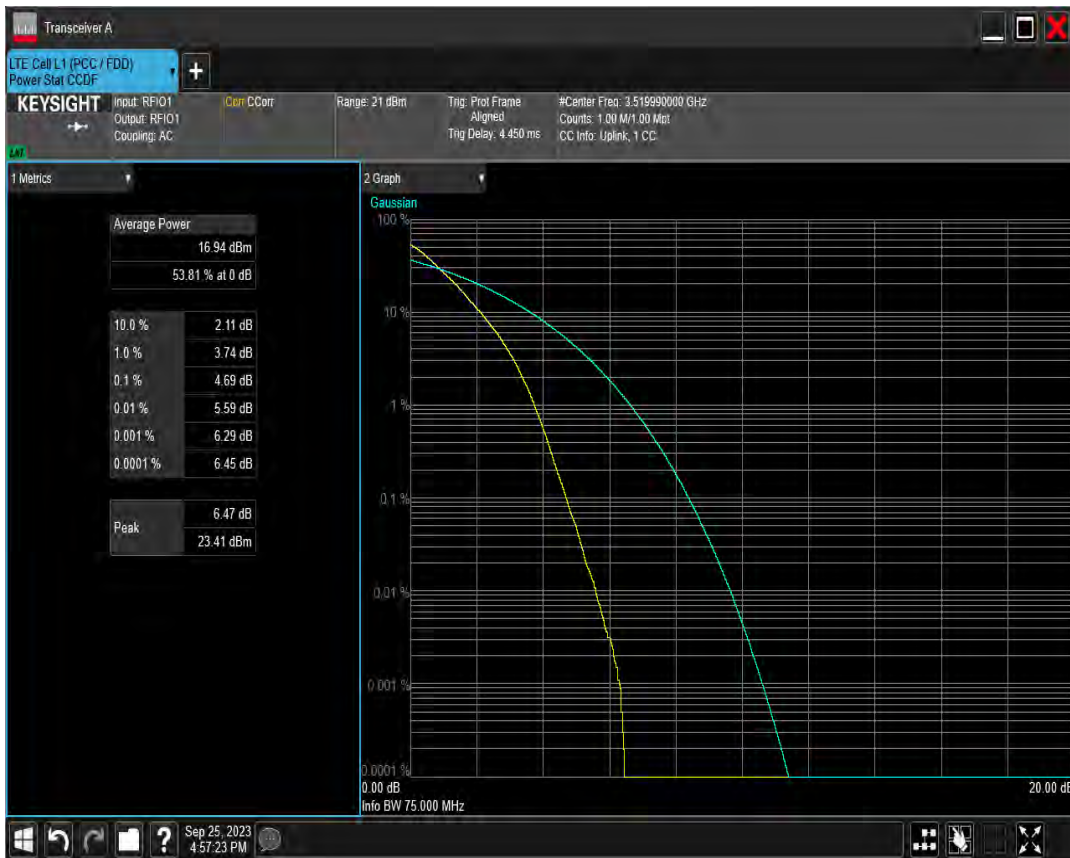 Transceiver A
LTE Cell L1 (PCC / FDD)
Power Stat CCDF
+
KEYSIGHT
Input: RFIO1
Output: RFIO1
Coupling: AC
Corr CCorr
Range: 21 dBm
Trig: Prot Frame
Aligned
Trig Delay: 4.450 ms
#Center Freq: 3.519990000 GHz
Counts: 1.00 M/1.00 Mpt
CC Info: Uplink, 1 CC
LXI
1 Metrics
Average Power
16.94 dBm
53.81 % at 0 dB
10.0 % 2.11 dB
1.0 % 3.74 dB
0.1 % 4.69 dB
0.01 % 5.59 dB
0.001 % 6.29 dB
0.0001 % 6.45 dB
Peak
6.47 dB
23.41 dBm
2 Graph
Gaussian
100 %
10 %
1 %
0.1 %
0.01 %
0.001 %
0.0001 %
0.00 dB 20.00 dB
Info BW 75.000 MHz
?
Sep 25, 2023
4:57:23 PM